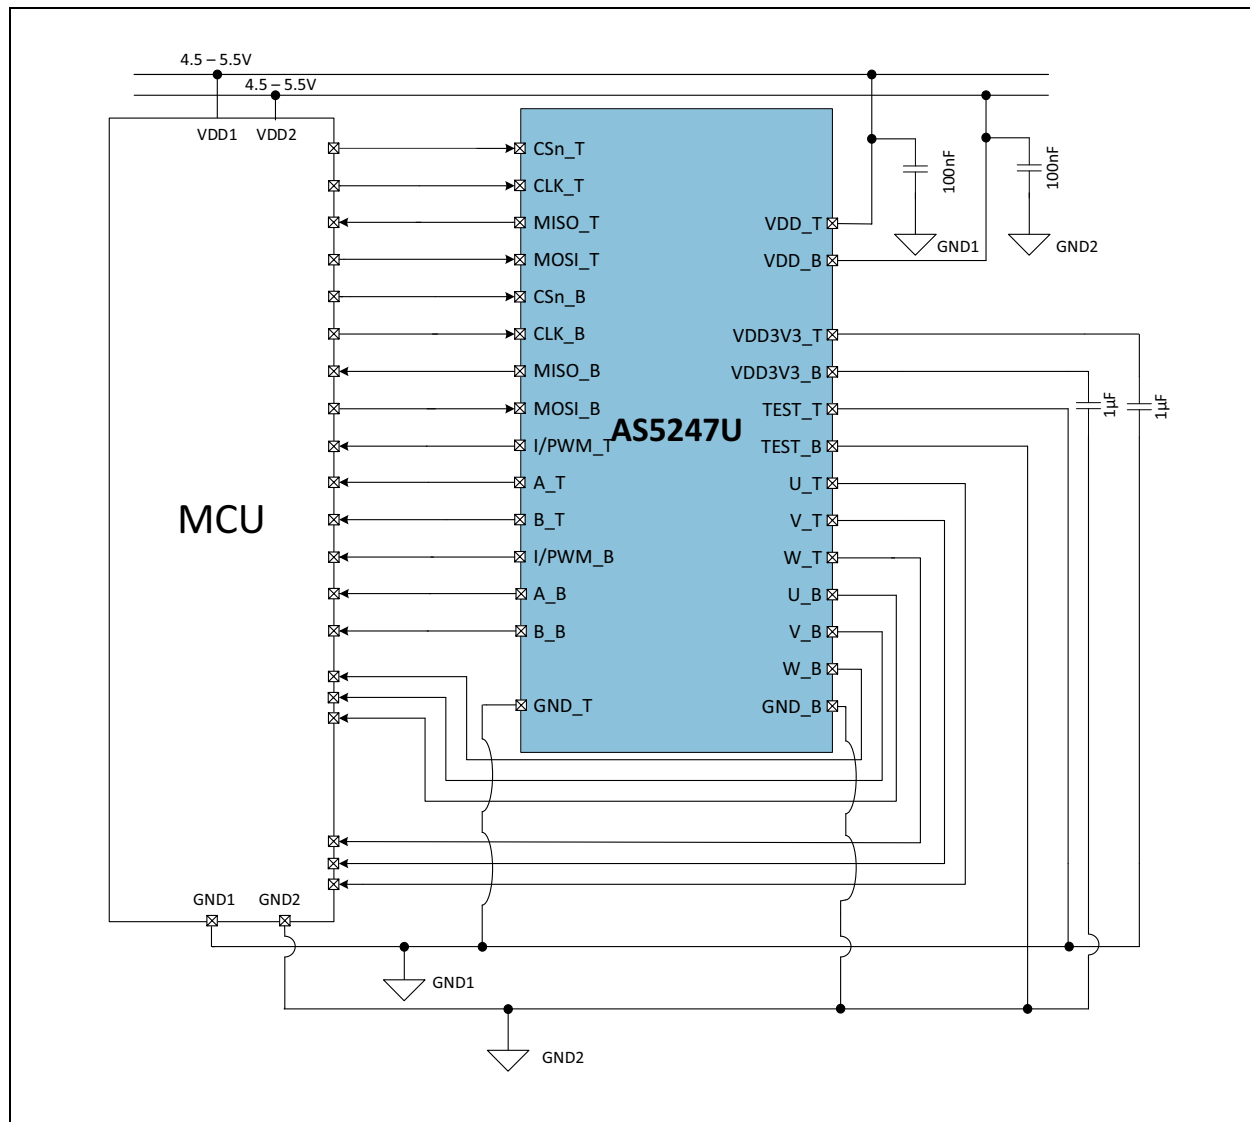 4.5 – 5.5V
4.5 – 5.5V
VDD1
VDD2
CSn_T
CLK_T
MISO_T
MOSI_T
CSn_B
CLK_B
MISO_B
MOSI_B
I/PWM_T
A_T
B_T
I/PWM_B
A_B
B_B
GND_T
MCU
AS5247U
VDD_T
VDD_B
VDD3V3_T
VDD3V3_B
TEST_T
TEST_B
U_T
V_T
W_T
U_B
V_B
W_B
GND_B
100nF
100nF
GND1
GND2
1µF
1µF
GND1
GND2
GND1
GND2